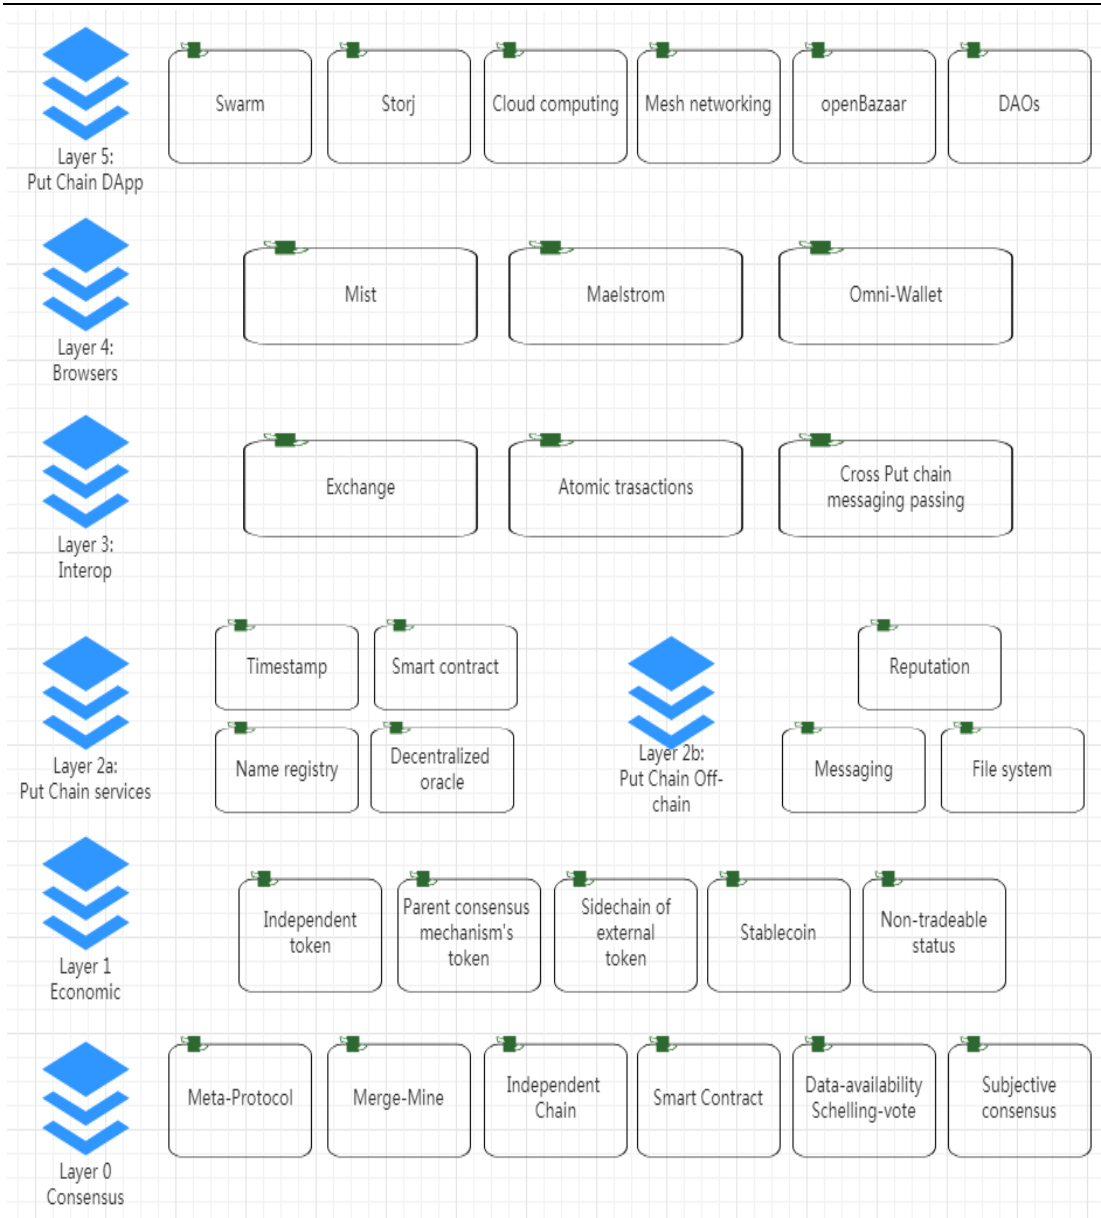 Swarm
Storj
Cloud computing
Mesh networking
openBazaar
DAOs
Layer 5:
Put Chain DApp
Mist
Maelstrom
Omni-Wallet
Layer 4:
Browsers
Exchange
Atomic trasactions
Cross Put chain
messaging passing
Layer 3:
Interop
Timestamp
Smart contract
Name registry
Decentralized
oracle
Layer 2a:
Put Chain services
Reputation
Messaging
File system
Layer 2b:
Put Chain Off-
chain
Independent
token
Parent consensus
mechanism's
token
Sidechain of
external
token
Stablecoin
Non-tradeable
status
Layer 1
Economic
Meta-Protocol
Merge-Mine
Independent
Chain
Smart Contract
Data-availability
Schelling-vote
Subjective
consensus
Layer 0
Consensus